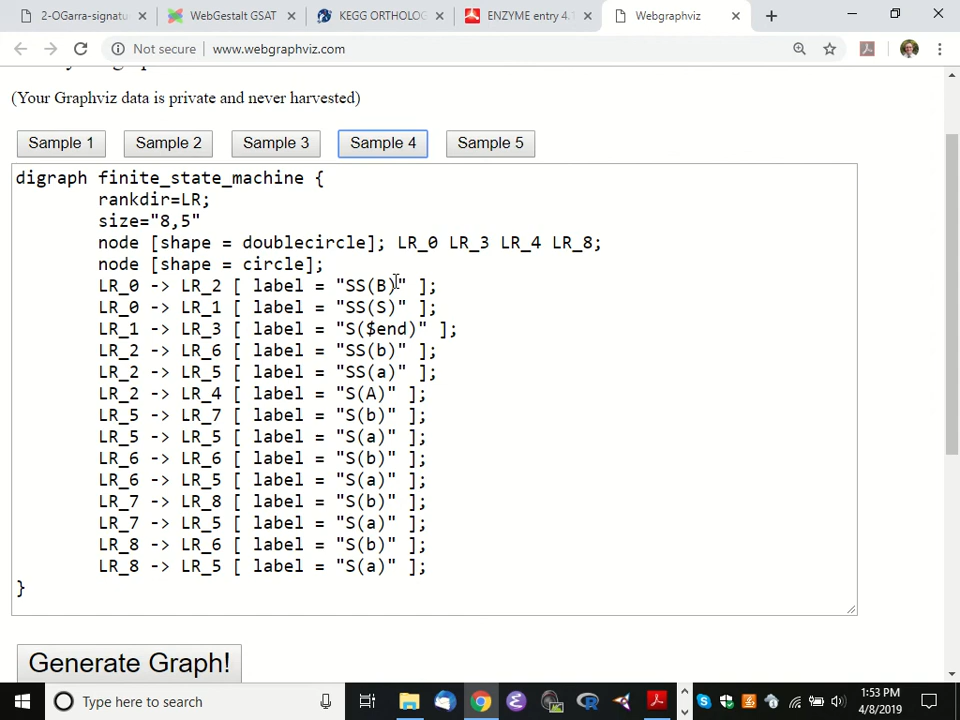 2-OGarra-signatu
WebGestalt GSAT
KEGG ORTHOLOG
ENZYME entry 4.1
Webgraphviz
Not secure | www.webgraphviz.com
(Your Graphviz data is private and never harvested)
Sample 1 Sample 2 Sample 3 Sample 4 Sample 5
digraph finite_state_machine {
rankdir=LR;
size="8,5"
node [shape = doublecircle]; LR_0 LR_3 LR_4 LR_8;
node [shape = circle];
LR_0 -> LR_2 [ label = "SS(B)" ];
LR_0 -> LR_1 [ label = "SS(S)" ];
LR_1 -> LR_3 [ label = "S($end)" ];
LR_2 -> LR_6 [ label = "SS(b)" ];
LR_2 -> LR_5 [ label = "SS(a)" ];
LR_2 -> LR_4 [ label = "S(A)" ];
LR_5 -> LR_7 [ label = "S(b)" ];
LR_5 -> LR_5 [ label = "S(a)" ];
LR_6 -> LR_6 [ label = "S(b)" ];
LR_6 -> LR_5 [ label = "S(a)" ];
LR_7 -> LR_8 [ label = "S(b)" ];
LR_7 -> LR_5 [ label = "S(a)" ];
LR_8 -> LR_6 [ label = "S(b)" ];
LR_8 -> LR_5 [ label = "S(a)" ];
}
Generate Graph!
Type here to search
1:53 PM
4/8/2019